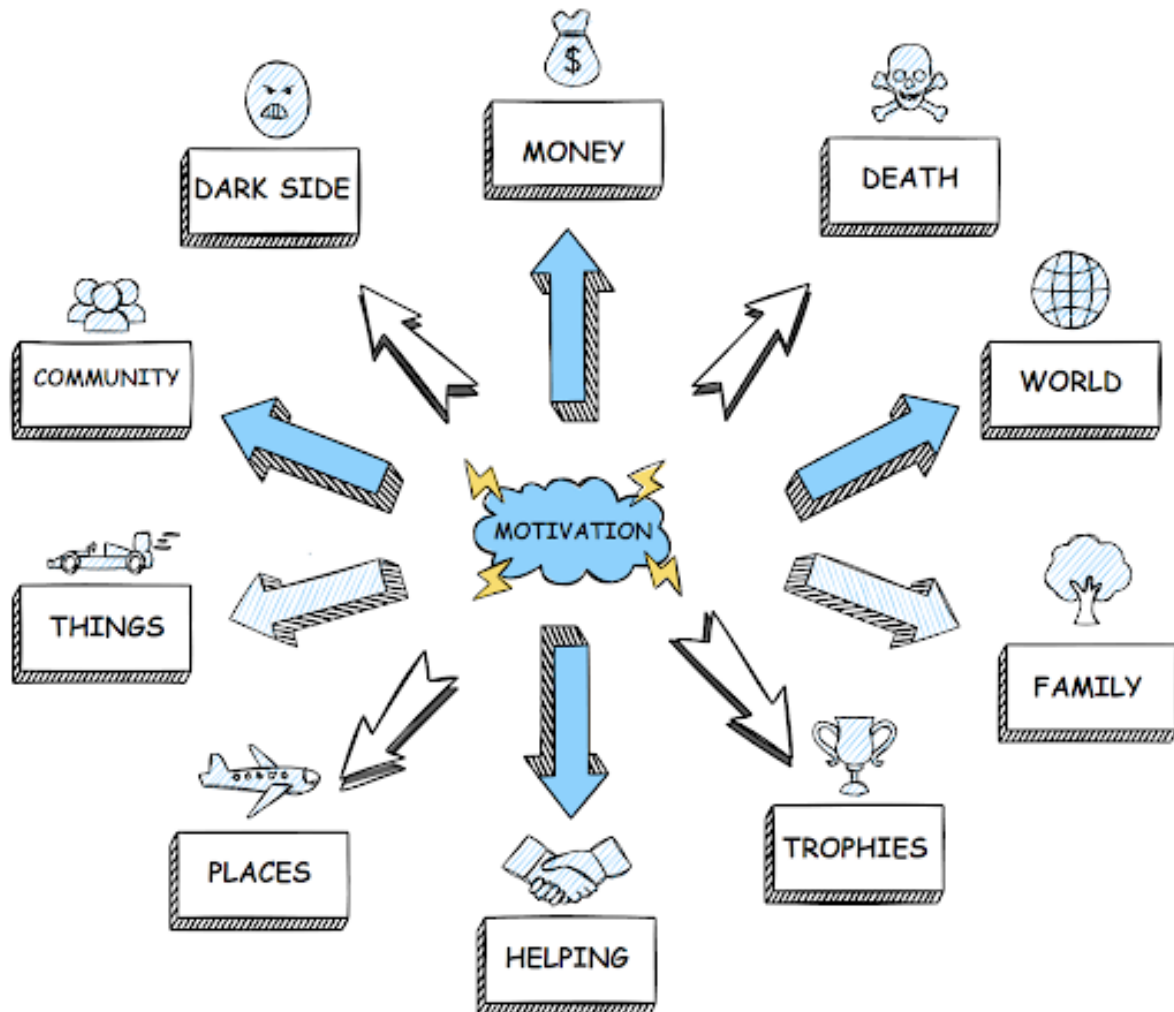 $
MONEY
DEATH
DARK SIDE
WORLD
COMMUNITY
MOTIVATION
THINGS
FAMILY
TROPHIES
PLACES
HELPING